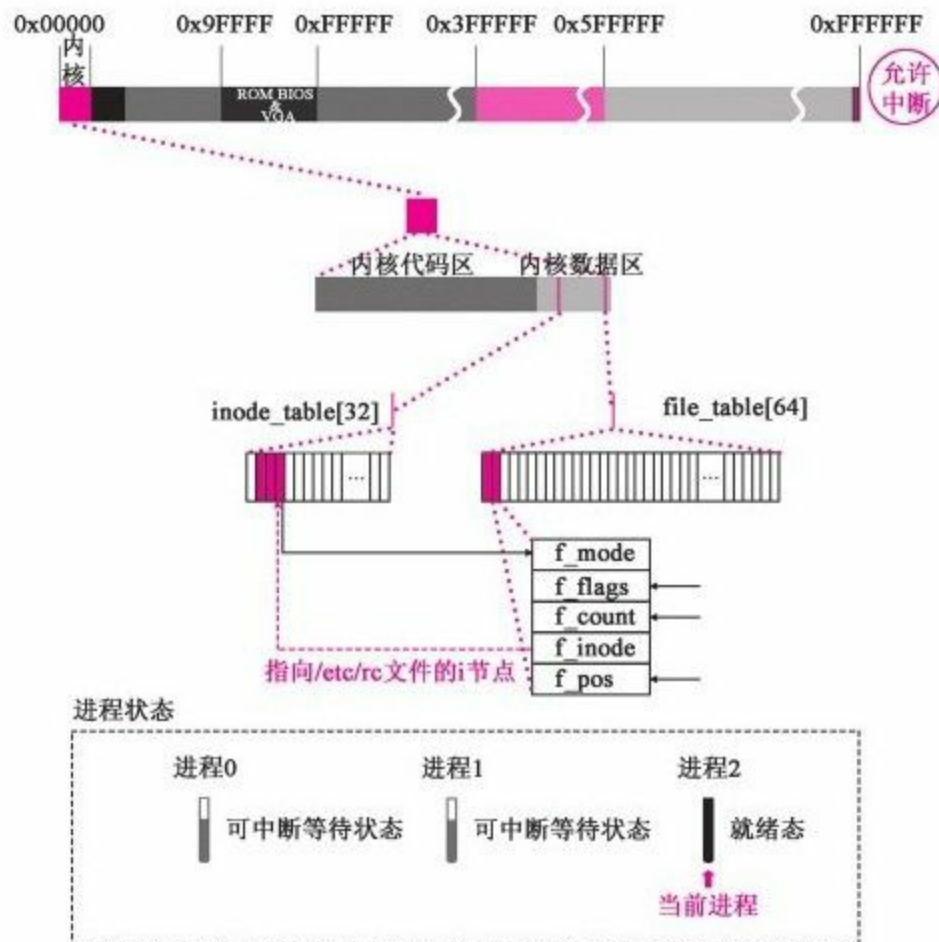 0x00000 0x9FFFF 0xFFFFF 0x3FFFFF 0x5FFFFF 0xFFFFFF
内
核
允许
中断
ROM BIOS
&
VGA
内核代码区 内核数据区
inode_table[32] file_table[64]
... ...
f_mode
f_flags
f_count
f_inode
指向/etc/rc文件的i节点
f_pos
进程状态
进程0 进程1 进程2
可中断等待状态 可中断等待状态 就绪态
当前进程